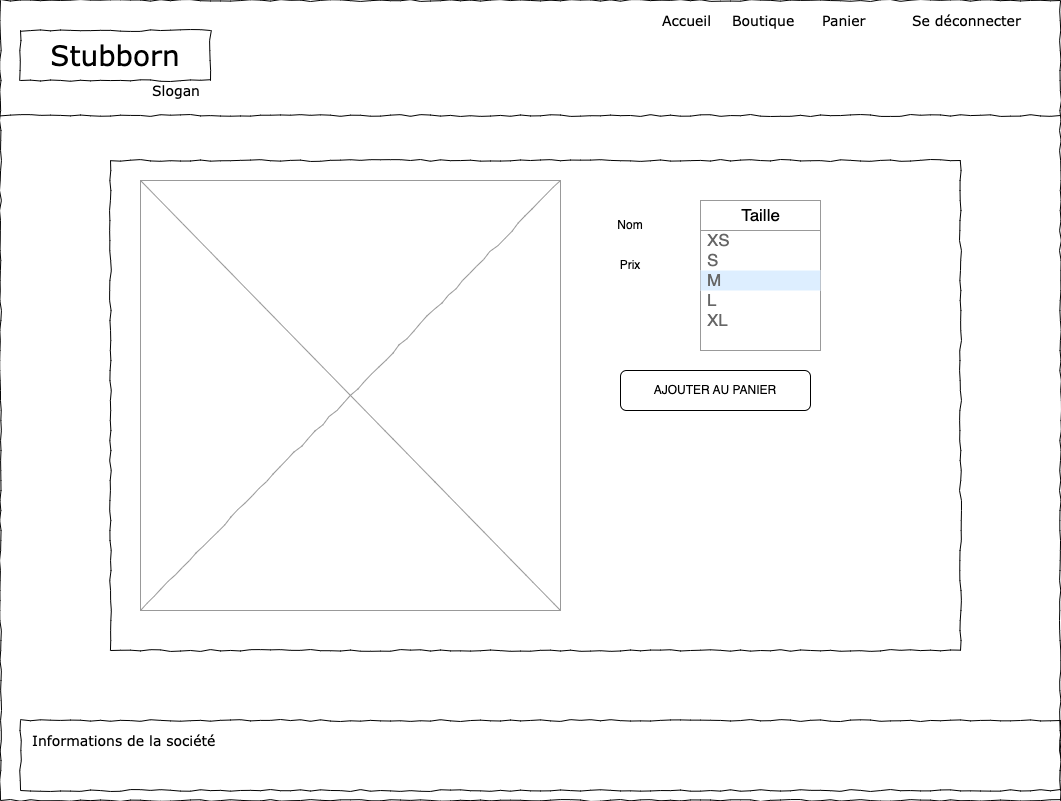 Accueil Boutique Panier Se déconnecter
Stubborn
Slogan
Nom
Prix
Taille
XS
S
M
L
XL
AJOUTER AU PANIER
Informations de la société